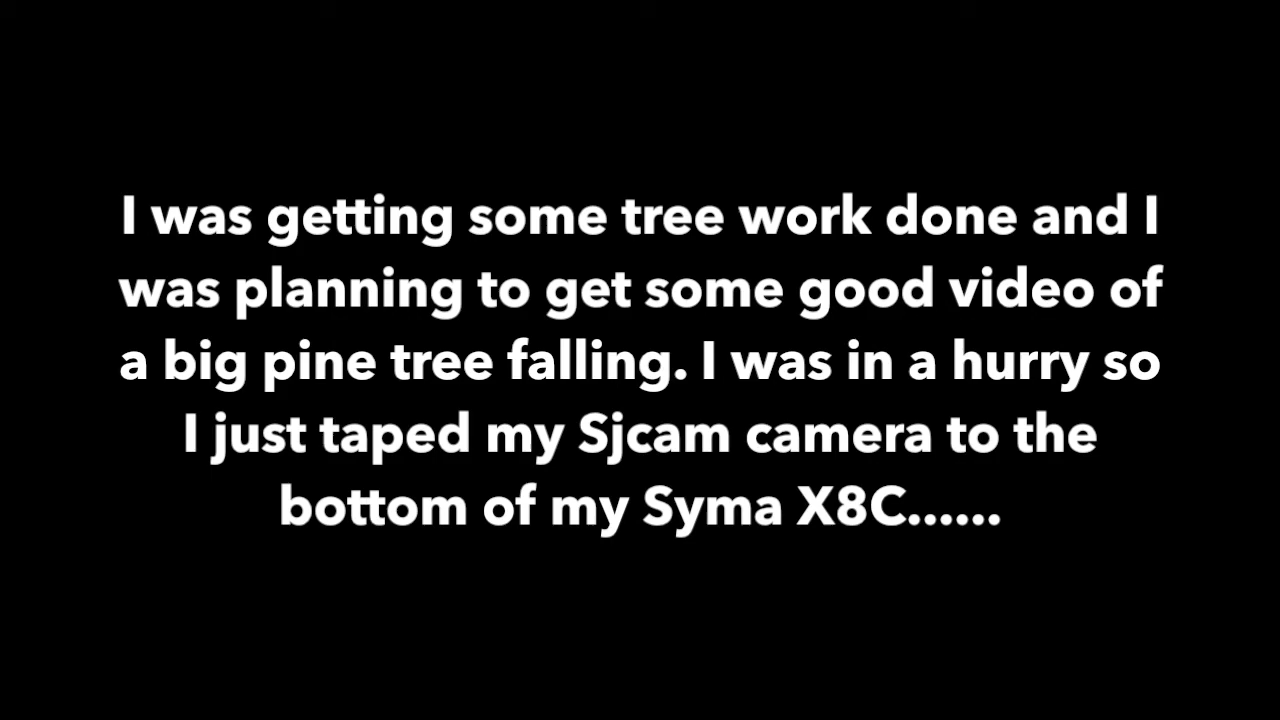 I was getting some tree work done and I
was planning to get some good video of
a big pine tree falling. I was in a hurry so
I just taped my Sjcam camera to the
bottom of my Syma X8C......